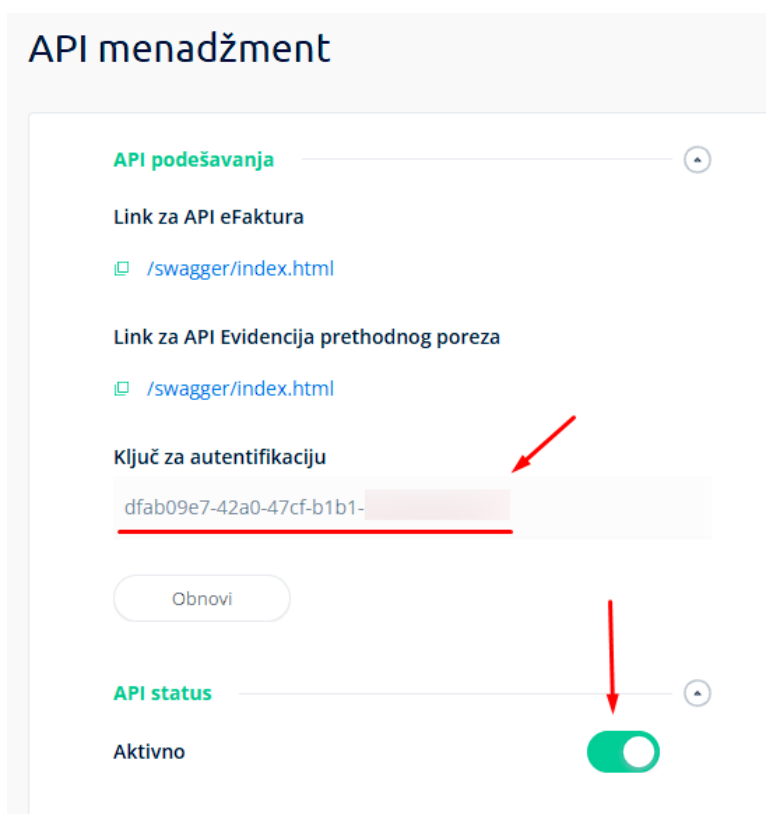 API menadžment
API podešavanja
Link za API eFaktura
/swagger/index.html
Link za API Evidencija prethodnog poreza
/swagger/index.html
Ključ za autentifikaciju
dfab09e7-42a0-47cf-b1b1-
Obnovi
API status
Aktivno